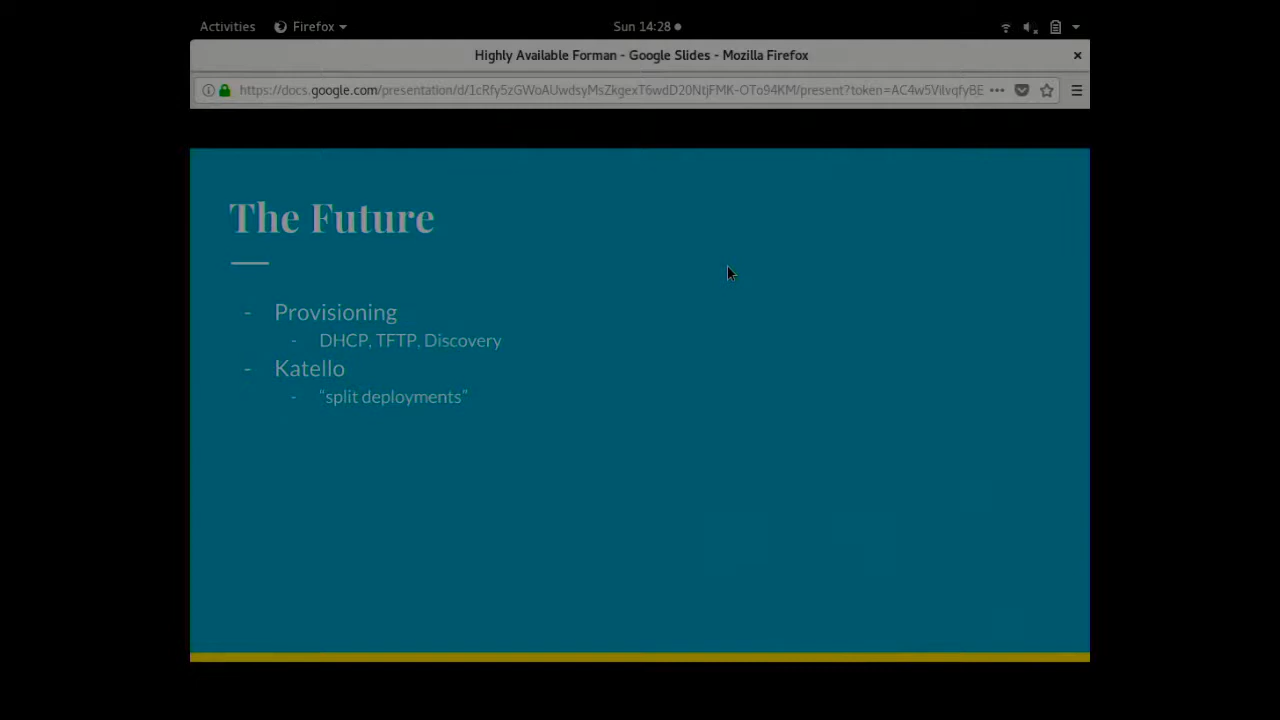 Activities Firefox Sun 14:28
Highly Available Forman - Google Slides - Mozilla Firefox
The Future
- Provisioning
- DHCP, TFTP, Discovery
- Katello
- “split deployments”